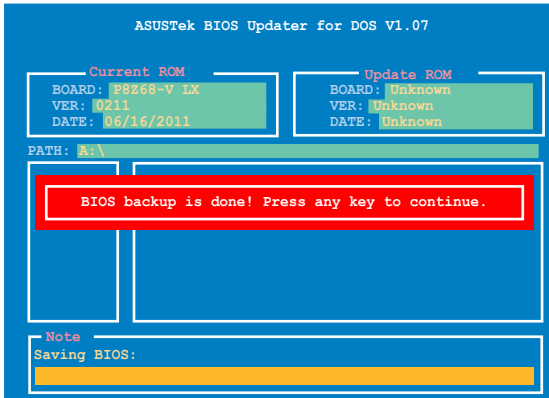 ASUSTek BIOS Updater for DOS V1.07
Current ROM
BOARD: P8Z68-V LX
VER: 0211
DATE: 06/16/2011
Update ROM
BOARD: Unknown
VER: Unknown
DATE: Unknown
PATH: A:\
BIOS backup is done! Press any key to continue.
Note
Saving BIOS: